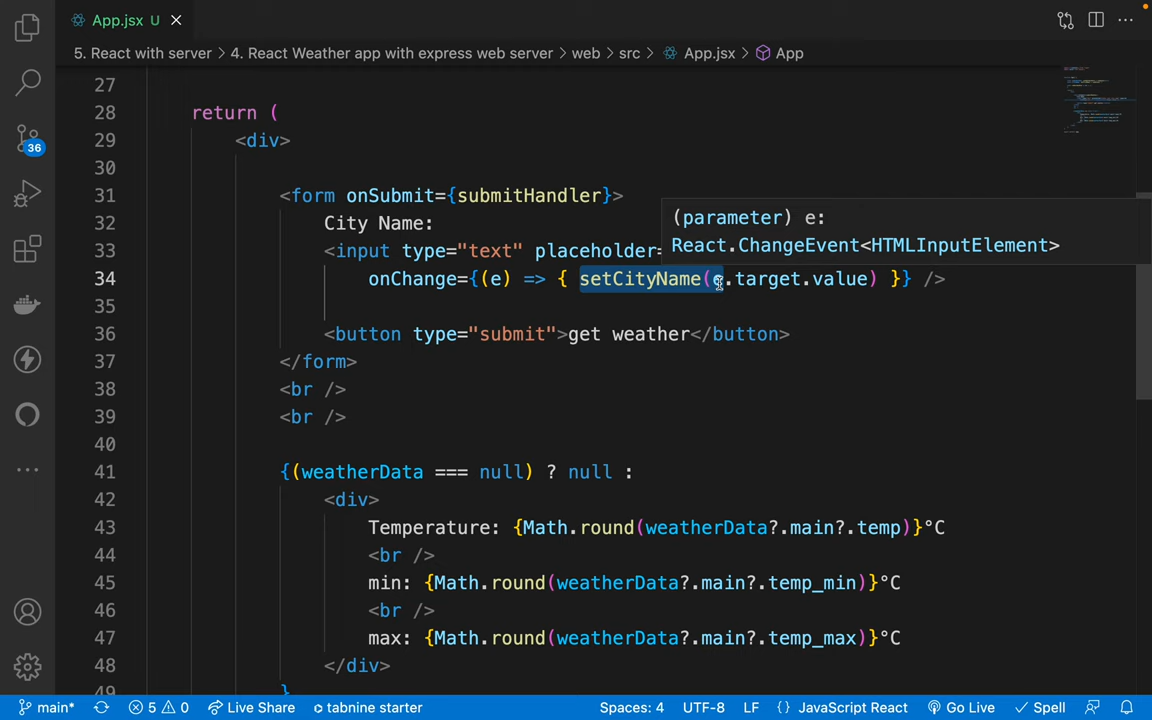 App.jsx U
5. React with server > 4. React Weather app with express web server > web > src > App.jsx > App
27
28 return (
29 <div>
30
31 <form onSubmit={submitHandler}>
32 City Name:
33 <input type="text" placeholder=
(parameter) e:
React.ChangeEvent<HTMLInputElement>
34 onChange={(e) => { setCityName(e.target.value) }} />
35
36 <button type="submit">get weather</button>
37 </form>
38 <br />
39 <br />
40
41 {(weatherData === null) ? null :
42 <div>
43 Temperature: {Math.round(weatherData?.main?.temp)}°C
44 <br />
45 min: {Math.round(weatherData?.main?.temp_min)}°C
46 <br />
47 max: {Math.round(weatherData?.main?.temp_max)}°C
48 </div>
49 }
36
main* 5 0 Live Share tabnine starter Spaces: 4 UTF-8 LF {} JavaScript React Go Live Spell